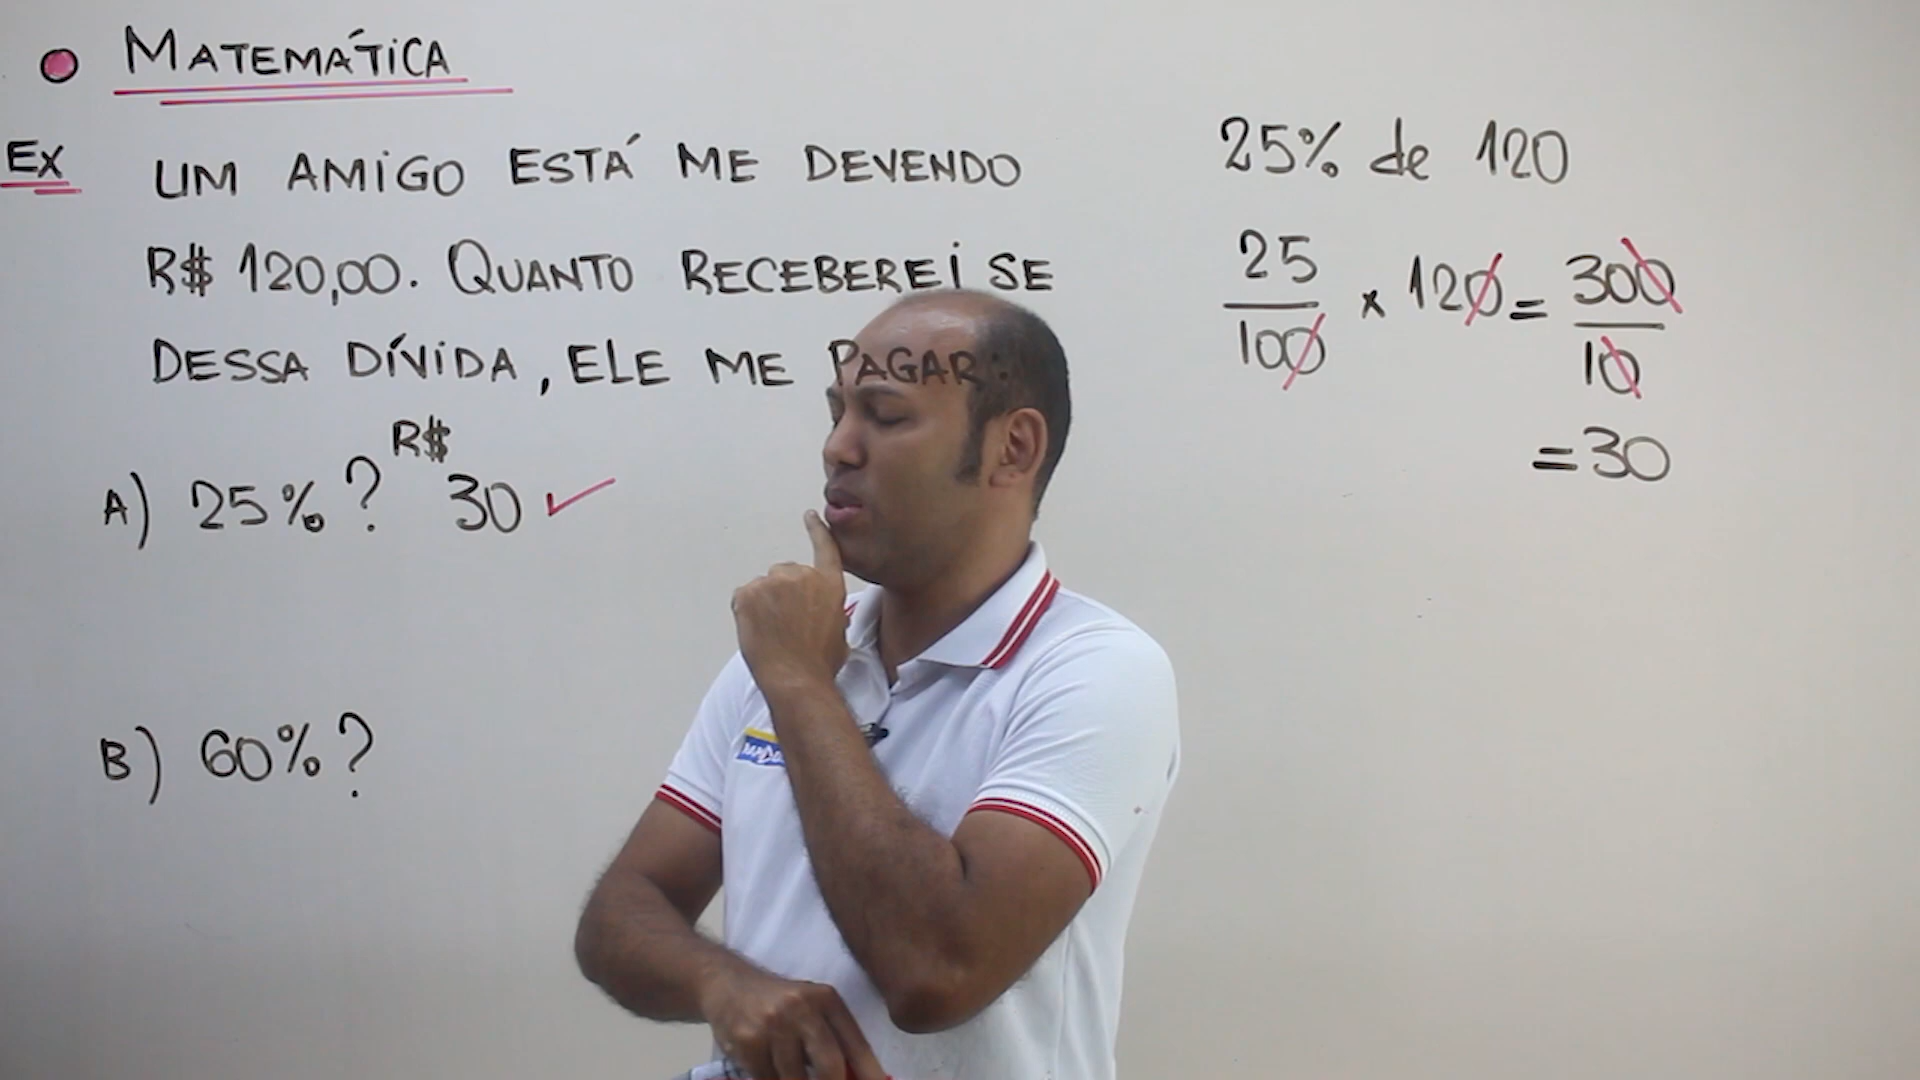 MATEMÁTICA
EX UM AMIGO ESTÁ ME DEVENDO
R$ 120,00. QUANTO RECEBEREI SE
DESSA DÍVIDA, ELE ME PAGAR:
A) 25%? R$ 30 ✓
B) 60%?
25% de 120
25/100 x 120 = 300/10
= 30